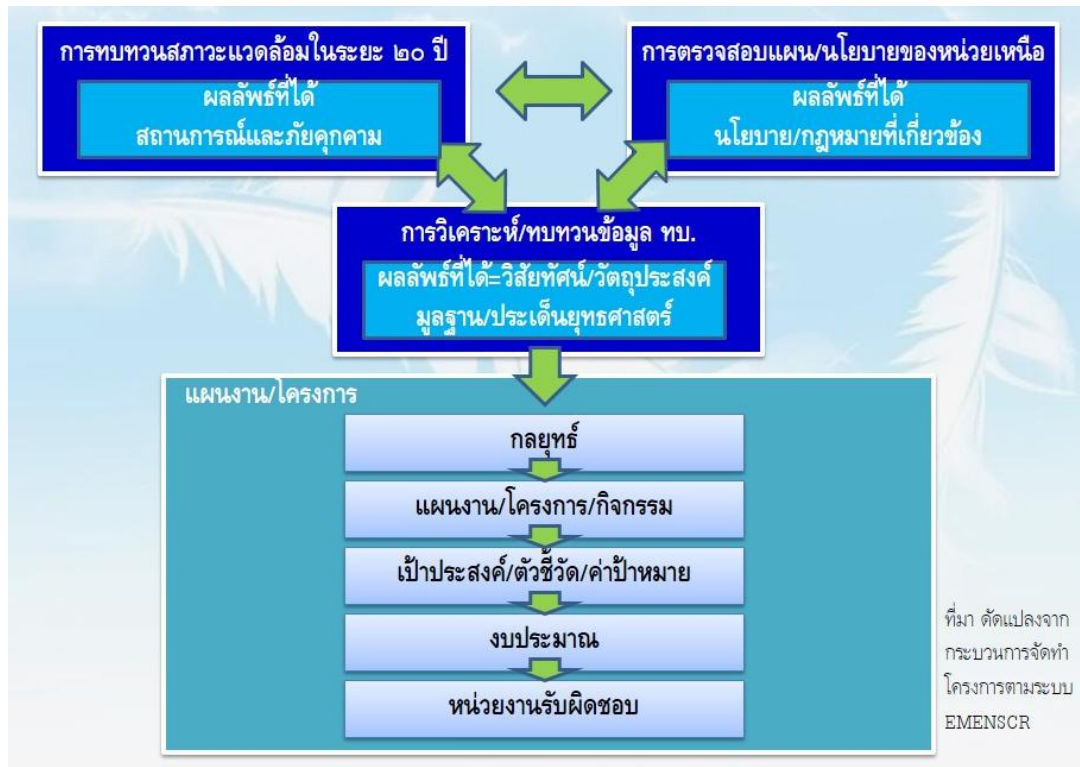 การทบทวนสภาวะแวดล้อมในระยะ ๒๐ ปี
ผลลัพธ์ที่ได้
สถานการณ์และภัยคุกคาม
การตรวจสอบแผน/นโยบายของหน่วยเหนือ
ผลลัพธ์ที่ได้
นโยบาย/กฎหมายที่เกี่ยวข้อง
การวิเคราะห์/ทบทวนข้อมูล ทบ.
ผลลัพธ์ที่ได้=วิสัยทัศน์/วัตถุประสงค์
มูลฐาน/ประเด็นยุทธศาสตร์
แผนงาน/โครงการ
กลยุทธ์
แผนงาน/โครงการ/กิจกรรม
เป้าประสงค์/ตัวชี้วัด/ค่าป้าหมาย
งบประมาณ
หน่วยงานรับผิดชอบ
ที่มา ดัดแปลงจาก
กระบวนการจัดทำ
โครงการตามระบบ
EMENSCR